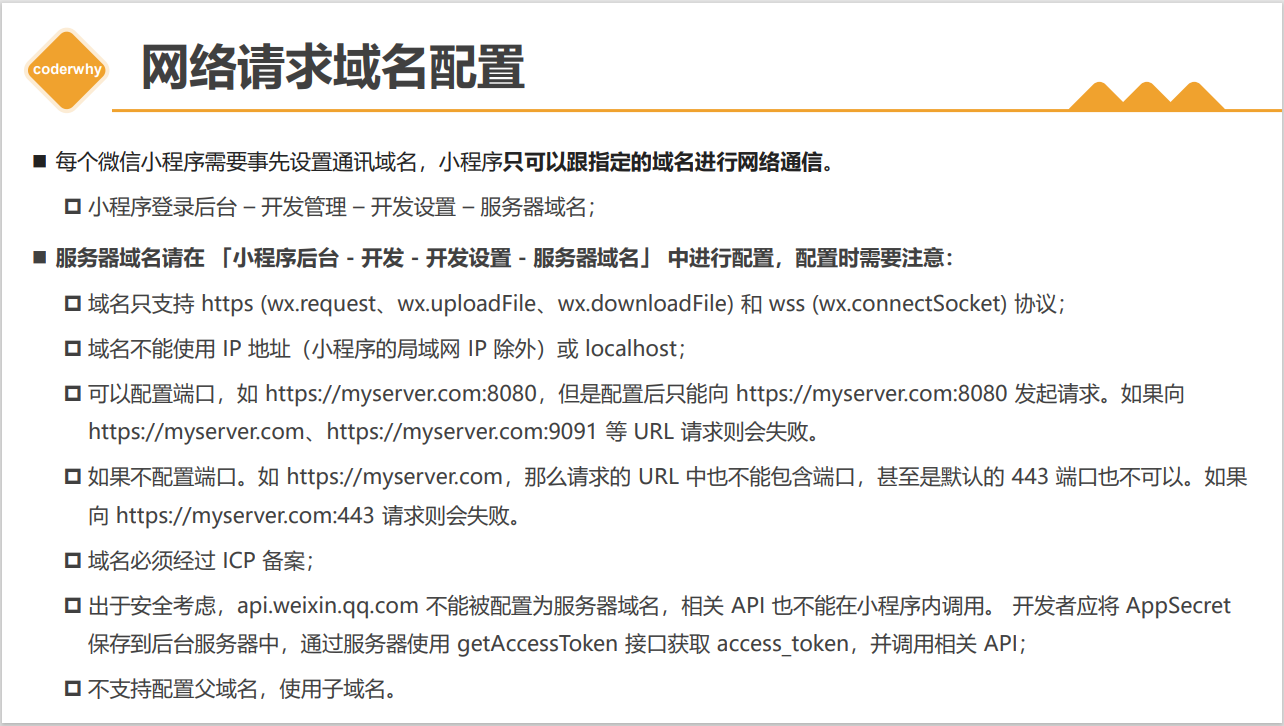 coderwhy
网络请求域名配置
每个微信小程序需要事先设置通讯域名，小程序只可以跟指定的域名进行网络通信。
小程序登录后台 – 开发管理 – 开发设置 – 服务器域名；
服务器域名请在 「小程序后台 - 开发 - 开发设置 - 服务器域名」 中进行配置，配置时需要注意：
域名只支持 https (wx.request、wx.uploadFile、wx.downloadFile) 和 wss (wx.connectSocket) 协议；
域名不能使用 IP 地址（小程序的局域网 IP 除外）或 localhost；
可以配置端口，如 https://myserver.com:8080，但是配置后只能向 https://myserver.com:8080 发起请求。如果向
https://myserver.com、https://myserver.com:9091 等 URL 请求则会失败。
如果不配置端口。如 https://myserver.com，那么请求的 URL 中也不能包含端口，甚至是默认的 443 端口也不可以。如果
向 https://myserver.com:443 请求则会失败。
域名必须经过 ICP 备案；
出于安全考虑，api.weixin.qq.com 不能被配置为服务器域名，相关 API 也不能在小程序内调用。 开发者应将 AppSecret
保存到后台服务器中，通过服务器使用 getAccessToken 接口获取 access_token，并调用相关 API；
不支持配置父域名，使用子域名。